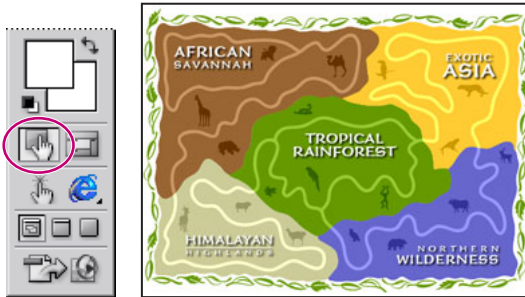 AFRICAN
SAVANNAH
EXOTIC
ASIA
TROPICAL
RAINFOREST
HIMALAYAN
HIGHLANDS
NORTHERN
WILDERNESS